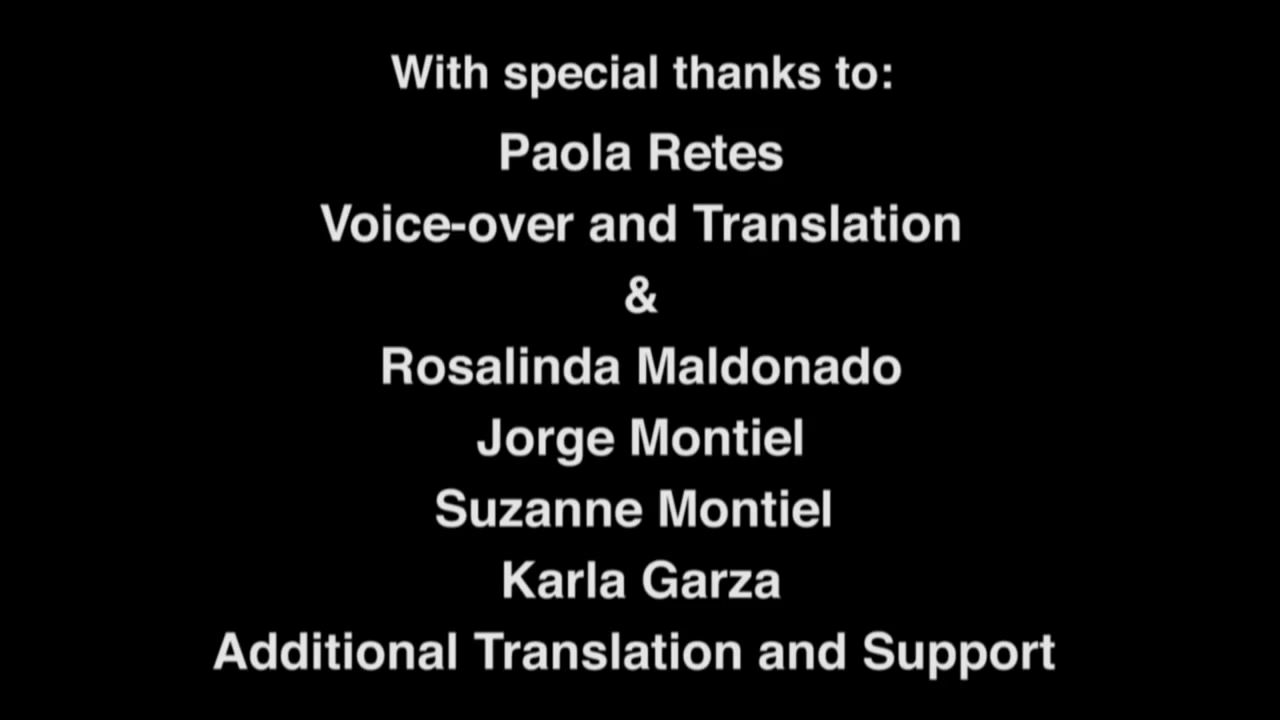 With special thanks to:
Paola Retes
Voice-over and Translation
&
Rosalinda Maldonado
Jorge Montiel
Suzanne Montiel
Karla Garza
Additional Translation and Support